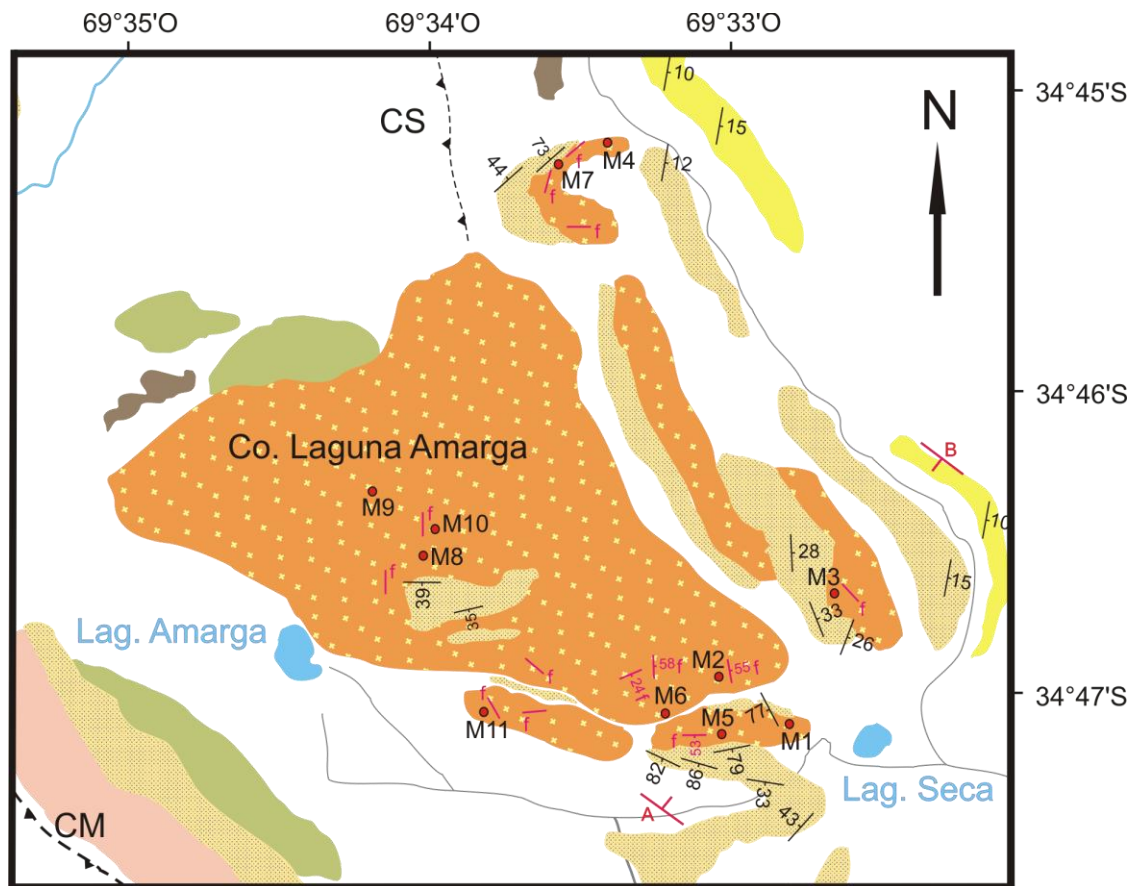 69°35'O
69°34'O
69°33'O
34°45'S
34°46'S
34°47'S
N
CS
10
15
12
73
44
f
M4
M7
f
f
Co. Laguna Amarga
B
10
15
M9
f
M10
M8
f
39
35
28
M3
f
33
26
Lag. Amarga
f
24 f
58 f
M2
55 f
M6
M5
77
M1
f
M11
f
f
53
82
86
79
33
43
A
Lag. Seca
CM